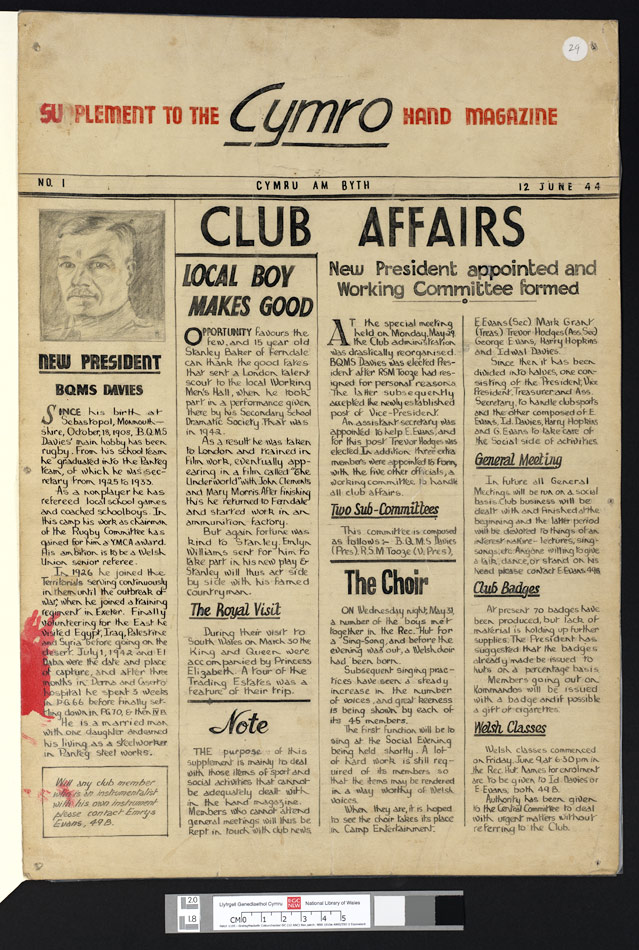 29
SUPPLEMENT TO THE Cymro HAND MAGAZINE
NO. 1 CYMRU AM BYTH 12 JUNE 44
CLUB AFFAIRS
NEW PRESIDENT
BQMS DAVIES
SINCE his birth at
Sebastopol, Monmouth-
shire, October, 18, 1908, B.Q.M.S
Davies' main hobby has been
rugby. From his school team
he graduated into the Panteg
team, of which he was sec-
retary from 1925 to 1933.
As a nonplayer he has
refereed local school games
and coached schoolboys. In
this camp his work as chairman
of the Rugby Committee has
gained for him a YMCA award.
His ambition is to be a Welsh
Union senior referee.
In 1926 he joined the
Territorials serving continuously
in them until the outbreak of
war, when he joined a training
regiment in Exeter. Finally
volunteering for the East he
visited Egypt, Iraq, Palestine
and Syria before going on the
desert. July 1, 1942 and El
Daba were the date and place
of capture, and after three
months in Derna and Caserta
hospital he spent 3 weeks
in P.G. 66 before finally set-
tling down in PG 70, & then IV B.
He is a married man
with one daughter and earned
his living as a steelworker
in Panteg steel works.
Will any club member
who is an instrumentalist
with his own instrument
please contact Emrys
Evans, 49B.
LOCAL BOY
MAKES GOOD
OPPORTUNITY favours the
few, and 15 year old
Stanley Baker of Ferndale
can thank the good fates
that sent a London talent
scout to the local Working
Men's Hall, when he took
part in a performance given
there by his Secondary School
Dramatic Society. That was
in 1942.
As a result he was taken
to London and trained in
film work, eventually app-
earing in a film called "The
Underworld" with John Clements
and Mary Morris. After finishing
this he returned to Ferndale
and started work in an
ammunition factory.
But again fortune was
kind to Stanley, Emlyn
Williams sent for him to
take part in his new play &
Stanley will thus act side
by side with his famed
countryman.
The Royal Visit
During their visit to
South Wales on March 30 the
King and Queen were
accompanied by Princess
Elizabeth. A tour of the
Trading Estates was a
feature of their trip.
Note
THE purpose of this
supplement is mainly to deal
with those items of sport and
social activities that cannot
be adequately dealt with
in the hand magazine.
Members who cannot attend
general meetings will thus be
kept in touch with club news.
New President appointed and
Working Committee formed
AT the special meeting
held on Monday, May 29,
the Club administration
was drastically reorganised.
BQMS Davies was elected Pres-
ident after RSM Tooze had res-
igned for personal reasons.
The latter subsequently
accepted the newly established
post of Vice-President.
An assistant secretary was
appointed to help E. Evans, and
for this post Trevor Hodges was
elected. In addition three extra
members were appointed to form,
with the five other officials, a
working committee to handle
all club affairs.
Two Sub-Committees
This committee is composed
as follows:- B.Q.M.S Davies
(Pres), R.S.M Tooze (V. Pres),
The Choir
ON Wednesday night, May 31,
a number of the boys met
together in the Rec. Hut for
a Sing-Song, and before the
evening was out, a Welsh choir
had been born.
Subsequent singing prac-
tices have seen a steady
increase in the number
of voices, and great keeness
is being shown by each of
its 45 members.
The first function will be to
sing at the Social Evening
being held shortly. A lot
of hard work is still req-
uired of its members so
that the items may be rendered
in a way worthy of Welsh
voices.
When they are, it is hoped
to see the choir takes its place
in Camp Entertainment.
E. Evans (Sec) Mark Grant
(Treas) Trevor Hodges (Ass. Sec)
George Evans, Harry Hopkins
and Idwal Davies.
Since then it has been
divided into halves, one con-
sisting of the President, Vice
President, Treasurer and Ass.
Secretary to handle club sports
and the other composed of E.
Evans, Id. Davies, Harry Hopkins
and G. Evans to take care of
the social side of activities.
General Meeting
In future all General
Meetings will be run on a social
basis. Club business will be
dealt with and finished at the
beginning and the latter period
will be devoted to things of an
interest nature - lectures, sing-
songs, etc. Anyone willing to give
a talk, dance, or stand on his
head please contact E. Evans 49B
Club Badges
At present 70 badges have
been produced, but lack of
material is holding up further
supplies. The President has
suggested that the badges
already made be issued to
huts on a percentage basis.
Members going out on
Kommandos will be issued
with a badge and if possible
a gift of cigarettes.
Welsh Classes
Welsh classes commenced
on Friday, June 9, at 6.30 pm in
the Rec Hut. Names for enrolment
are to be given to Id. Davies or
E. Evans, both 49B.
Authority has been given
to the Central Committee to deal
with urgent matters without
referring to the Club.
Llyfrgell Genedlaethol Cymru National Library of Wales
2.0
1.8
CM 0 1 2 3 4 5